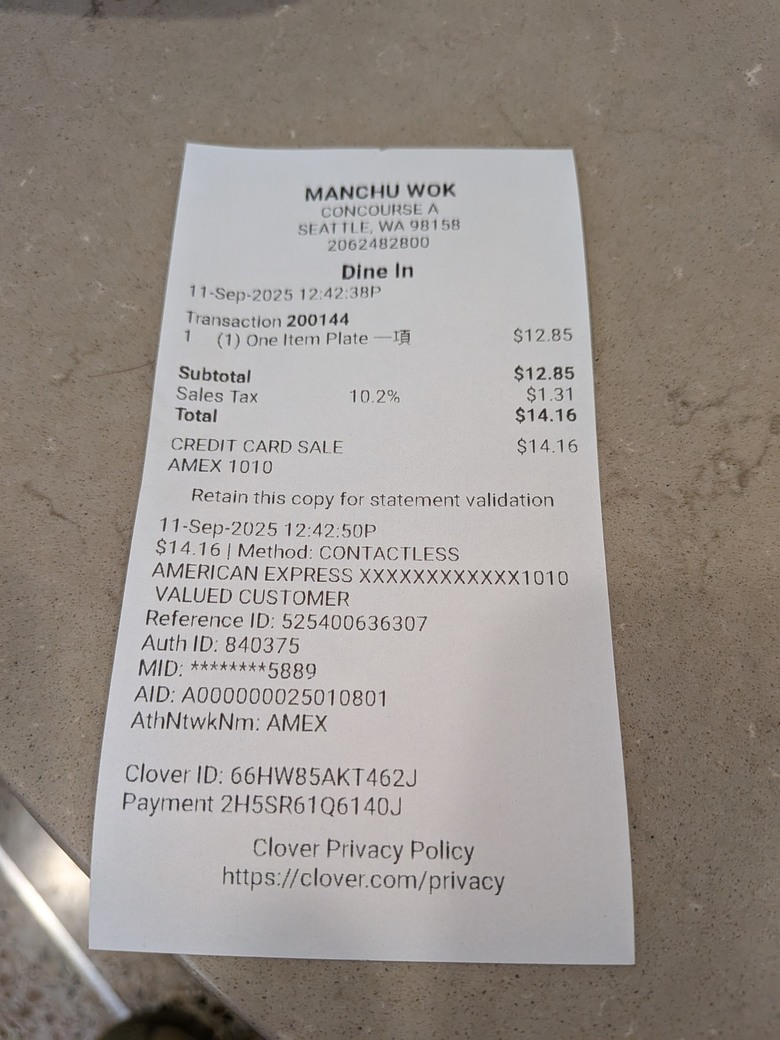 MANCHU WOK
CONCOURSE A
SEATTLE, WA 98158
2062482800
Dine In
11-Sep-2025 12:42:38P
Transaction 200144
1 (1) One Item Plate 一項 $12.85
Subtotal $12.85
Sales Tax 10.2% $1.31
Total $14.16
CREDIT CARD SALE $14.16
AMEX 1010
Retain this copy for statement validation
11-Sep-2025 12:42:50P
$14.16 | Method: CONTACTLESS
AMERICAN EXPRESS XXXXXXXXXXXX1010
VALUED CUSTOMER
Reference ID: 525400636307
Auth ID: 840375
MID: ********5889
AID: A000000025010801
AthNtwkNm: AMEX
Clover ID: 66HW85AKT462J
Payment 2H5SR61Q6140J
Clover Privacy Policy
https://clover.com/privacy